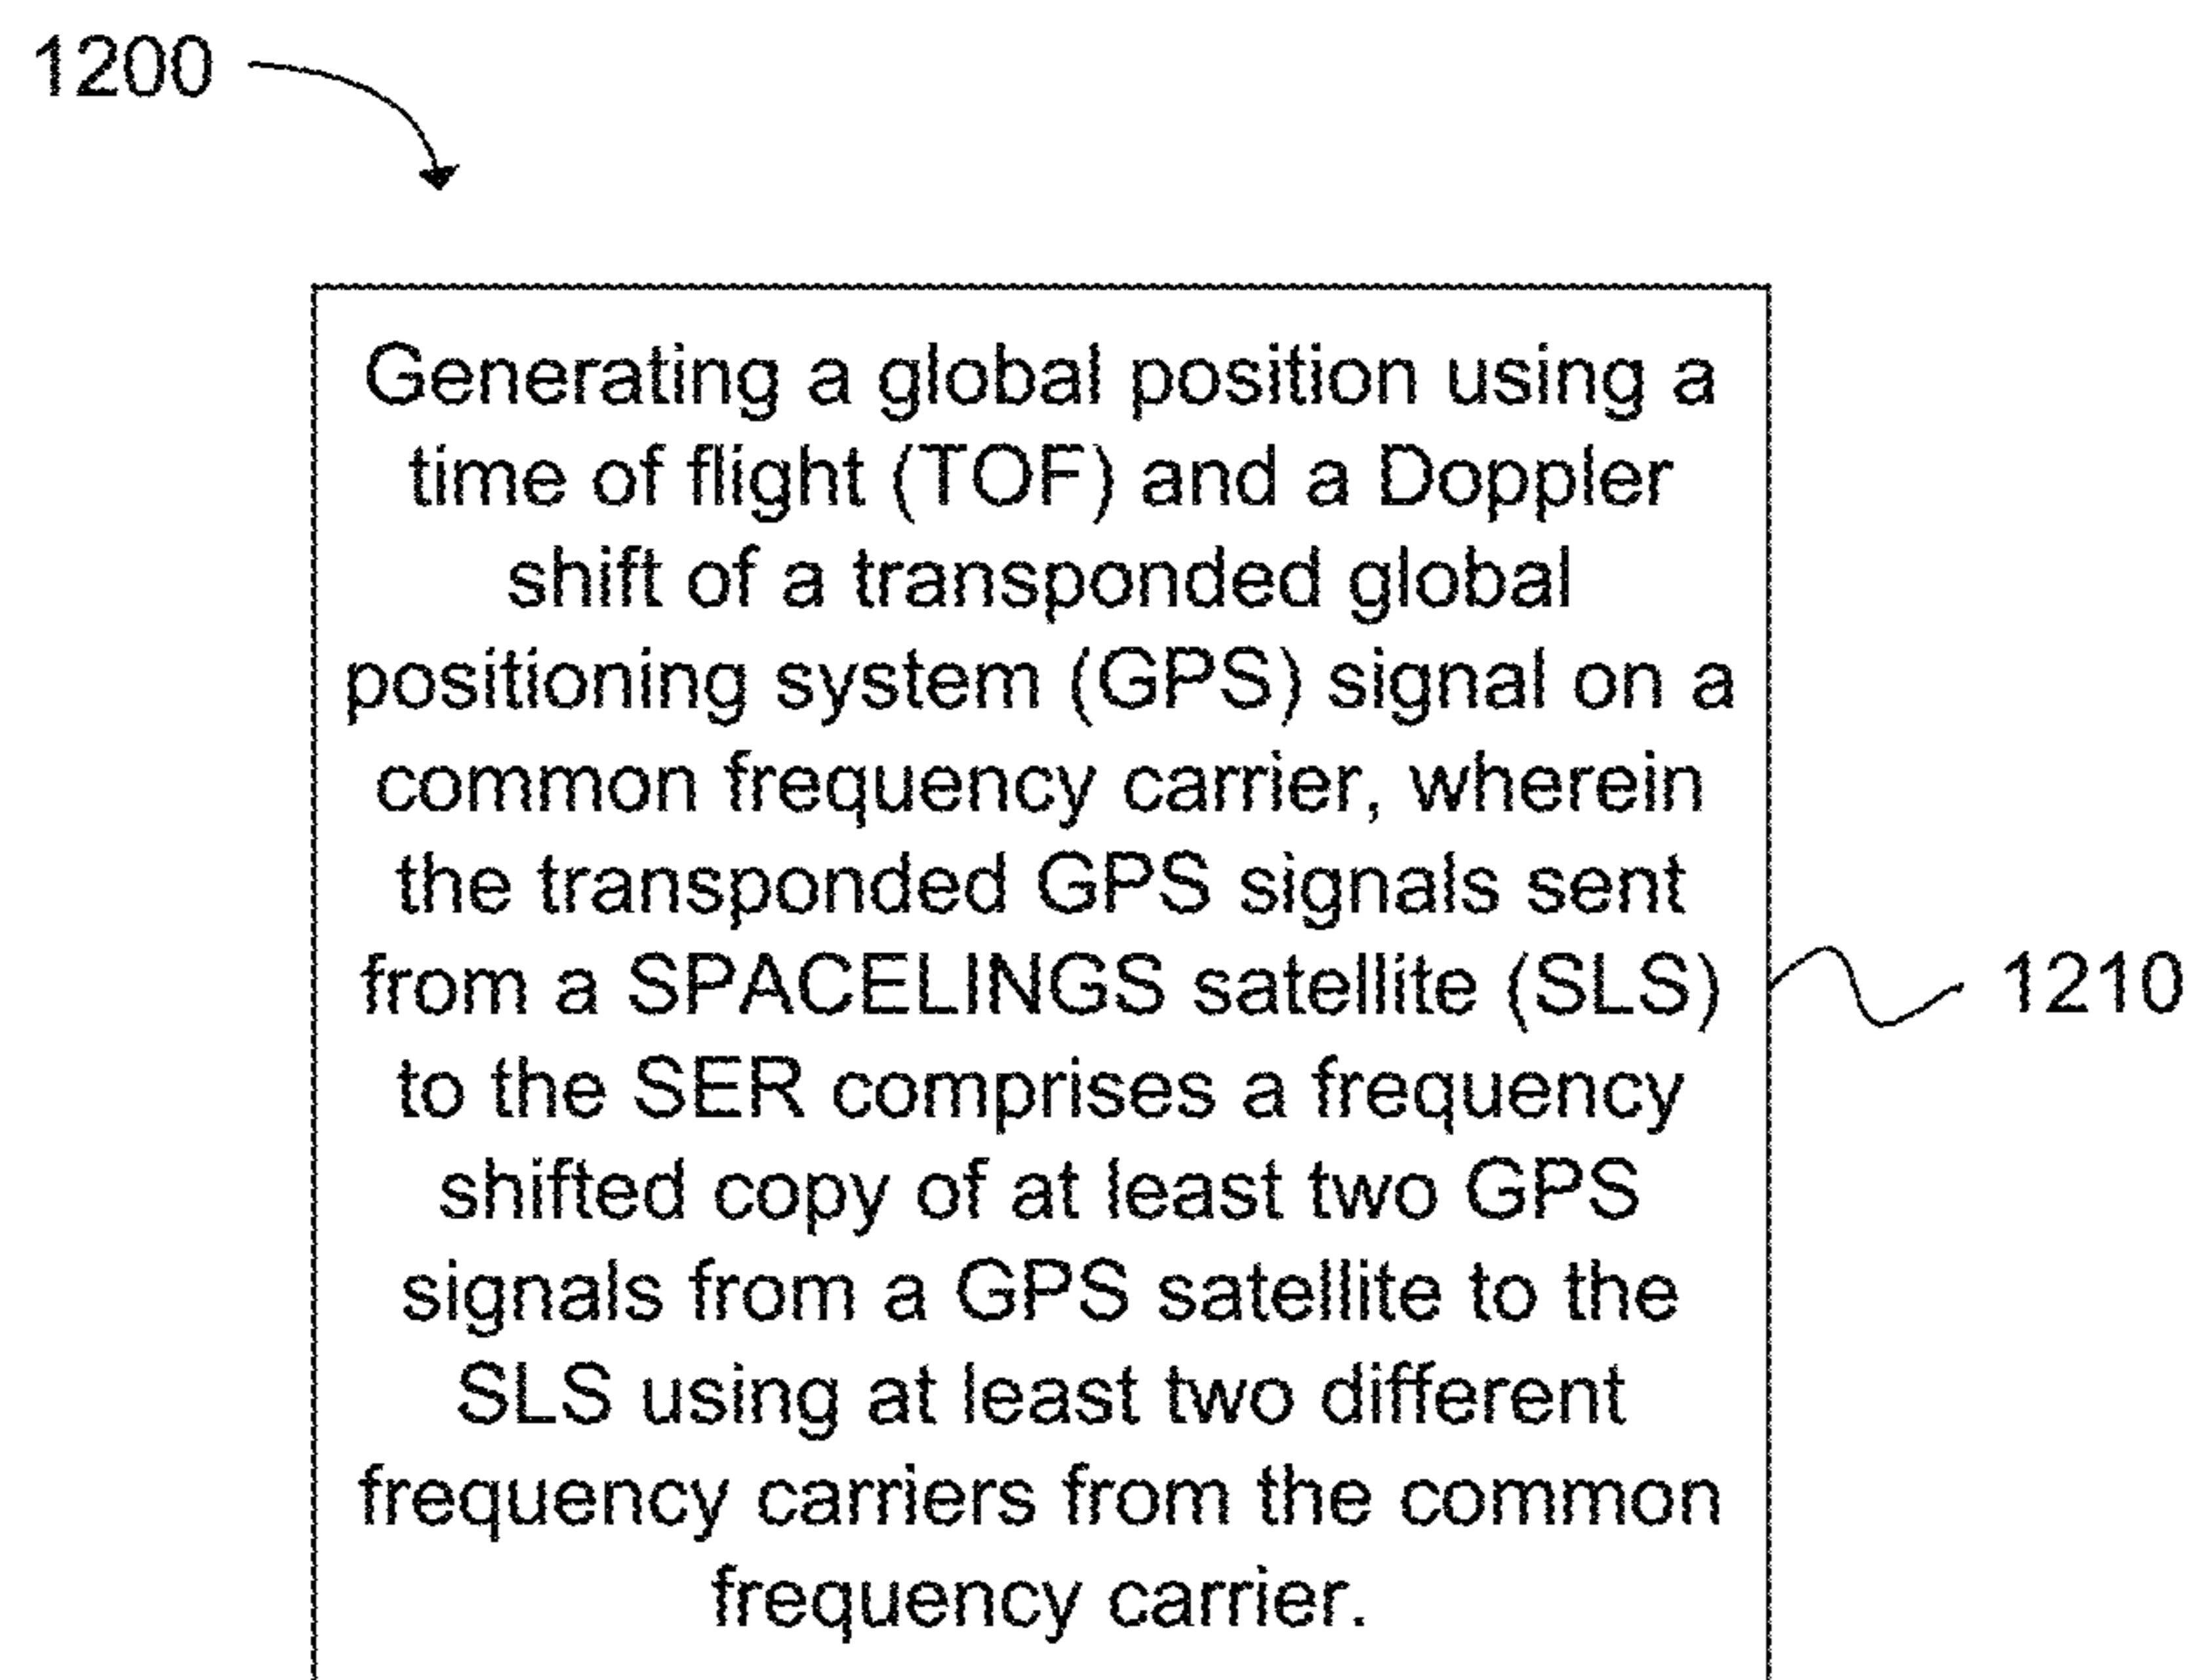 1200
Generating a global position using a
time of flight (TOF) and a Doppler
shift of a transponded global
positioning system (GPS) signal on a
common frequency carrier, wherein
the transponded GPS signals sent
from a SPACELINGS satellite (SLS)
1210
to the SER comprises a frequency
shifted copy of at least two GPS
signals from a GPS satellite to the
SLS using at least two different
frequency carriers from the common
frequency carrier.